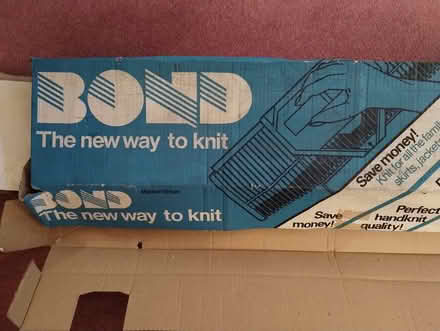 BOND
The new way to knit
Save money!
Knit for all the family
skirts, jacket
BOND
The new way to knit
Save
money!
Perfect
handknit
quality!